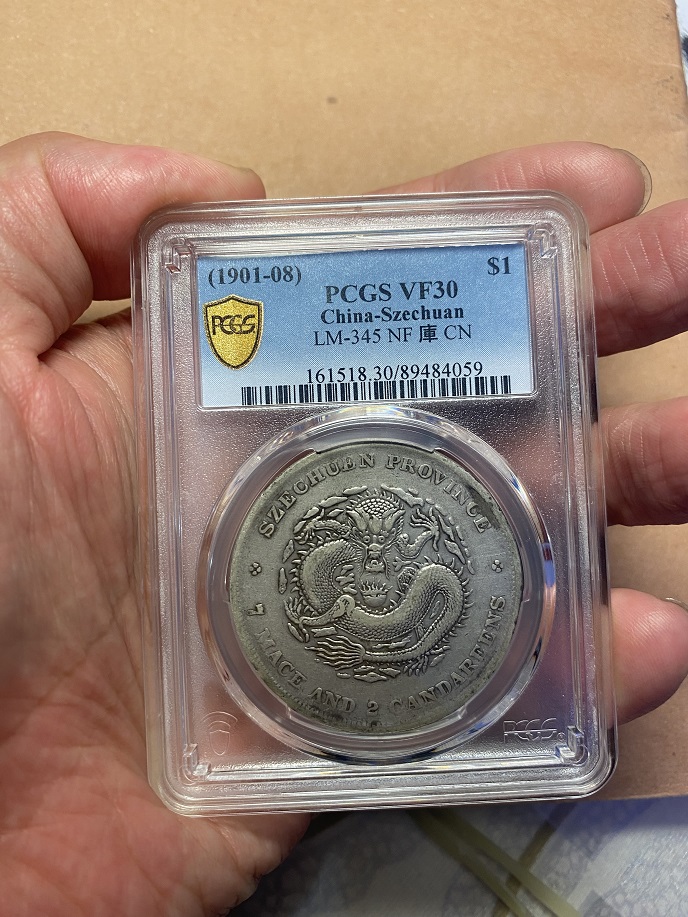 (1901-08) $1
PCGS VF30
China-Szechuan
LM-345 NF 庫 CN
161518.30/89484059
PCGS
SZECHUEN PROVINCE
7 MACE AND 2 CANDAREENS
PCGS